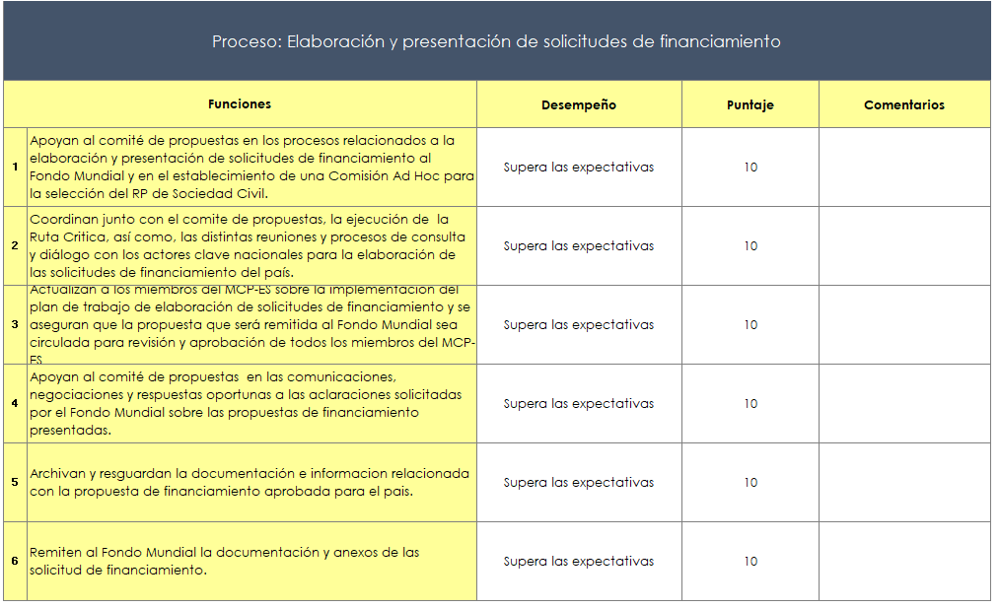 Proceso: Elaboración y presentación de solicitudes de financiamiento
Funciones Desempeño Puntaje Comentarios
1 Apoyan al comité de propuestas en los procesos relacionados a la
elaboración y presentación de solicitudes de financiamiento al
Fondo Mundial y en el establecimiento de una Comisión Ad Hoc para
la selección del RP de Sociedad Civil.
Supera las expectativas 10
2 Coordinan junto con el comite de propuestas, la ejecución de la
Ruta Critica, así como, las distintas reuniones y procesos de consulta
y diálogo con los actores clave nacionales para la elaboración de
las solicitudes de financiamiento del país.
Supera las expectativas 10
3 Actualizan a los miembros del MCP-ES sobre la implementación del
plan de trabajo de elaboración de solicitudes de financiamiento y se
aseguran que la propuesta que será remitida al Fondo Mundial sea
circulada para revisión y aprobación de todos los miembros del MCP-
ES
Supera las expectativas 10
4 Apoyan al comité de propuestas en las comunicaciones,
negociaciones y respuestas oportunas a las aclaraciones solicitadas
por el Fondo Mundial sobre las propuestas de financiamiento
presentadas.
Supera las expectativas 10
5 Archivan y resguardan la documentación e informacion relacionada
con la propuesta de financiamiento aprobada para el pais.
Supera las expectativas 10
6 Remiten al Fondo Mundial la documentación y anexos de las
solicitud de financiamiento.
Supera las expectativas 10